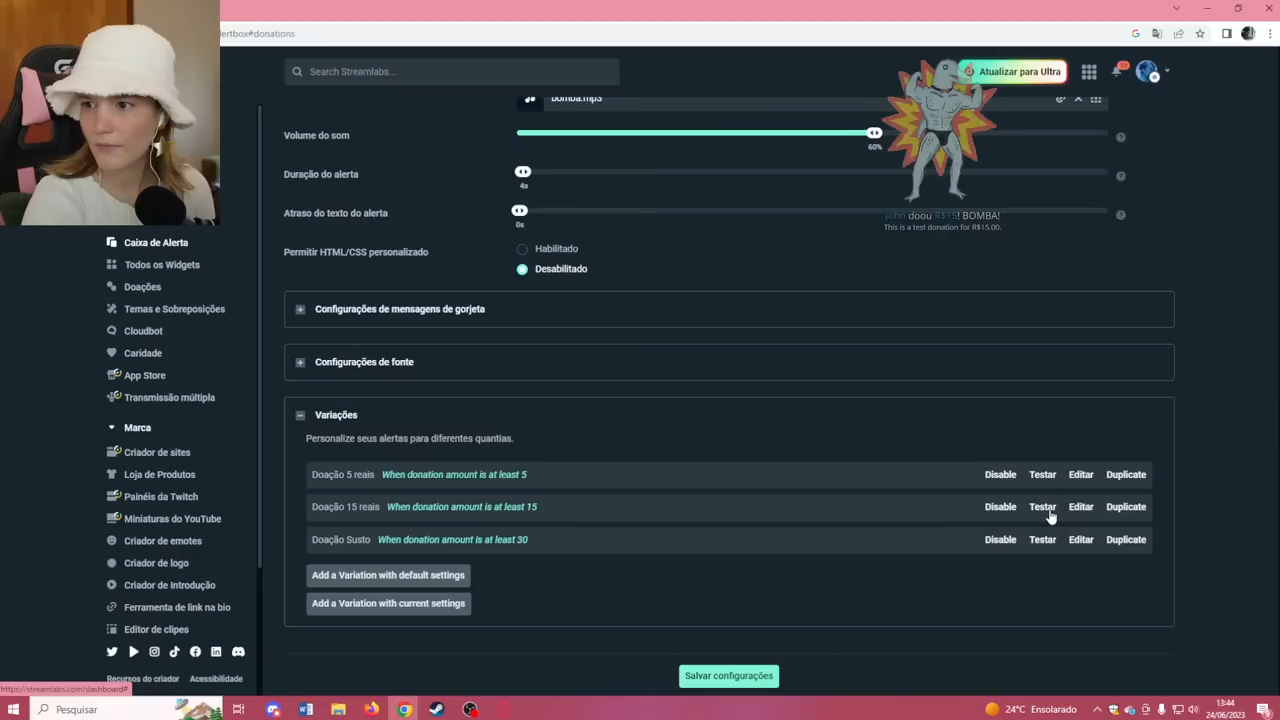 ertbox#donations
Search Streamlabs...
Atualizar para Ultra
10
bomba.mp3
Volume do som
60%
Duração do alerta
4s
Atraso do texto do alerta
0s
John doou R$15! BOMBA!
This is a test donation for R$15.00.
Permitir HTML/CSS personalizado
Habilitado
Desabilitado
Configurações de mensagens de gorjeta
Configurações de fonte
Variações
Personalize seus alertas para diferentes quantias.
Doação 5 reais When donation amount is at least 5 Disable Testar Editar Duplicate
Doação 15 reais When donation amount is at least 15 Disable Testar Editar Duplicate
Doação Susto When donation amount is at least 30 Disable Testar Editar Duplicate
Add a Variation with default settings
Add a Variation with current settings
Salvar configurações
Caixa de Alerta
Todos os Widgets
Doações
Temas e Sobreposições
Cloudbot
Caridade
App Store
Transmissão múltipla
Marca
Criador de sites
Loja de Produtos
Painéis da Twitch
Miniaturas do YouTube
Criador de emotes
Criador de logo
Criador de Introdução
Ferramenta de link na bio
Editor de clipes
Recursos do criador Acessibilidade
https://streamlabs.com/dashboard#
Pesquisar
24°C Ensolarado
13:44
24/06/2023